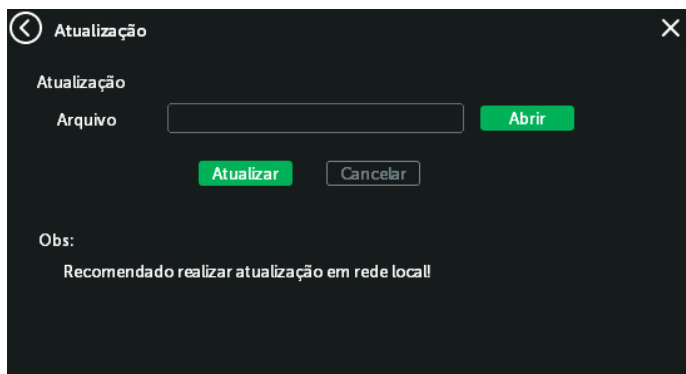 Atualização
Atualização
Arquivo
Abrir
Atualizar
Cancelar
Obs:
Recomendado realizar atualização em rede local!